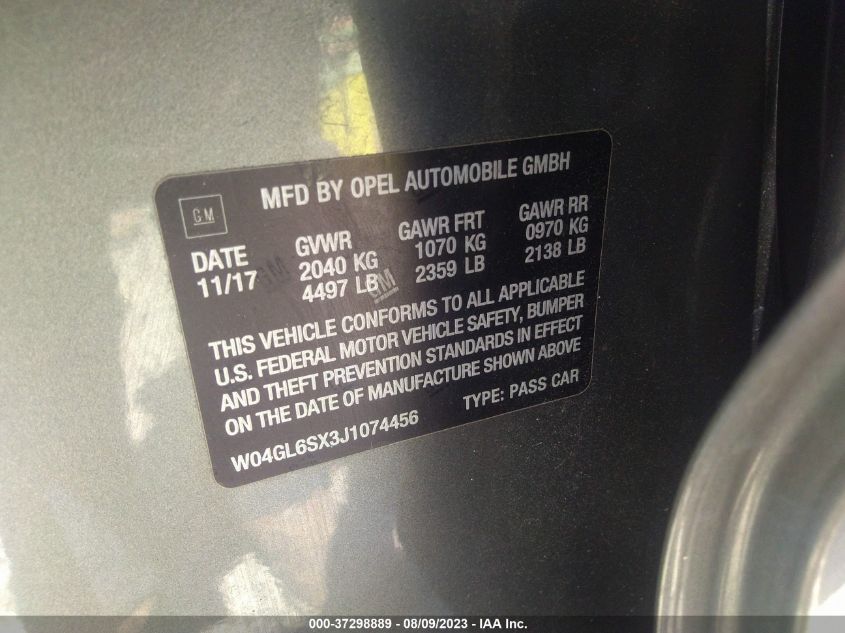 GM
MFD BY OPEL AUTOMOBILE GMBH
DATE GVWR GAWR FRT GAWR RR
11/17 2040 KG 1070 KG 0970 KG
4497 LB 2359 LB 2138 LB
THIS VEHICLE CONFORMS TO ALL APPLICABLE
U.S. FEDERAL MOTOR VEHICLE SAFETY, BUMPER
AND THEFT PREVENTION STANDARDS IN EFFECT
ON THE DATE OF MANUFACTURE SHOWN ABOVE
W04GL6SX3J1074456 TYPE: PASS CAR
000-37298889 - 08/09/2023 - IAA Inc.